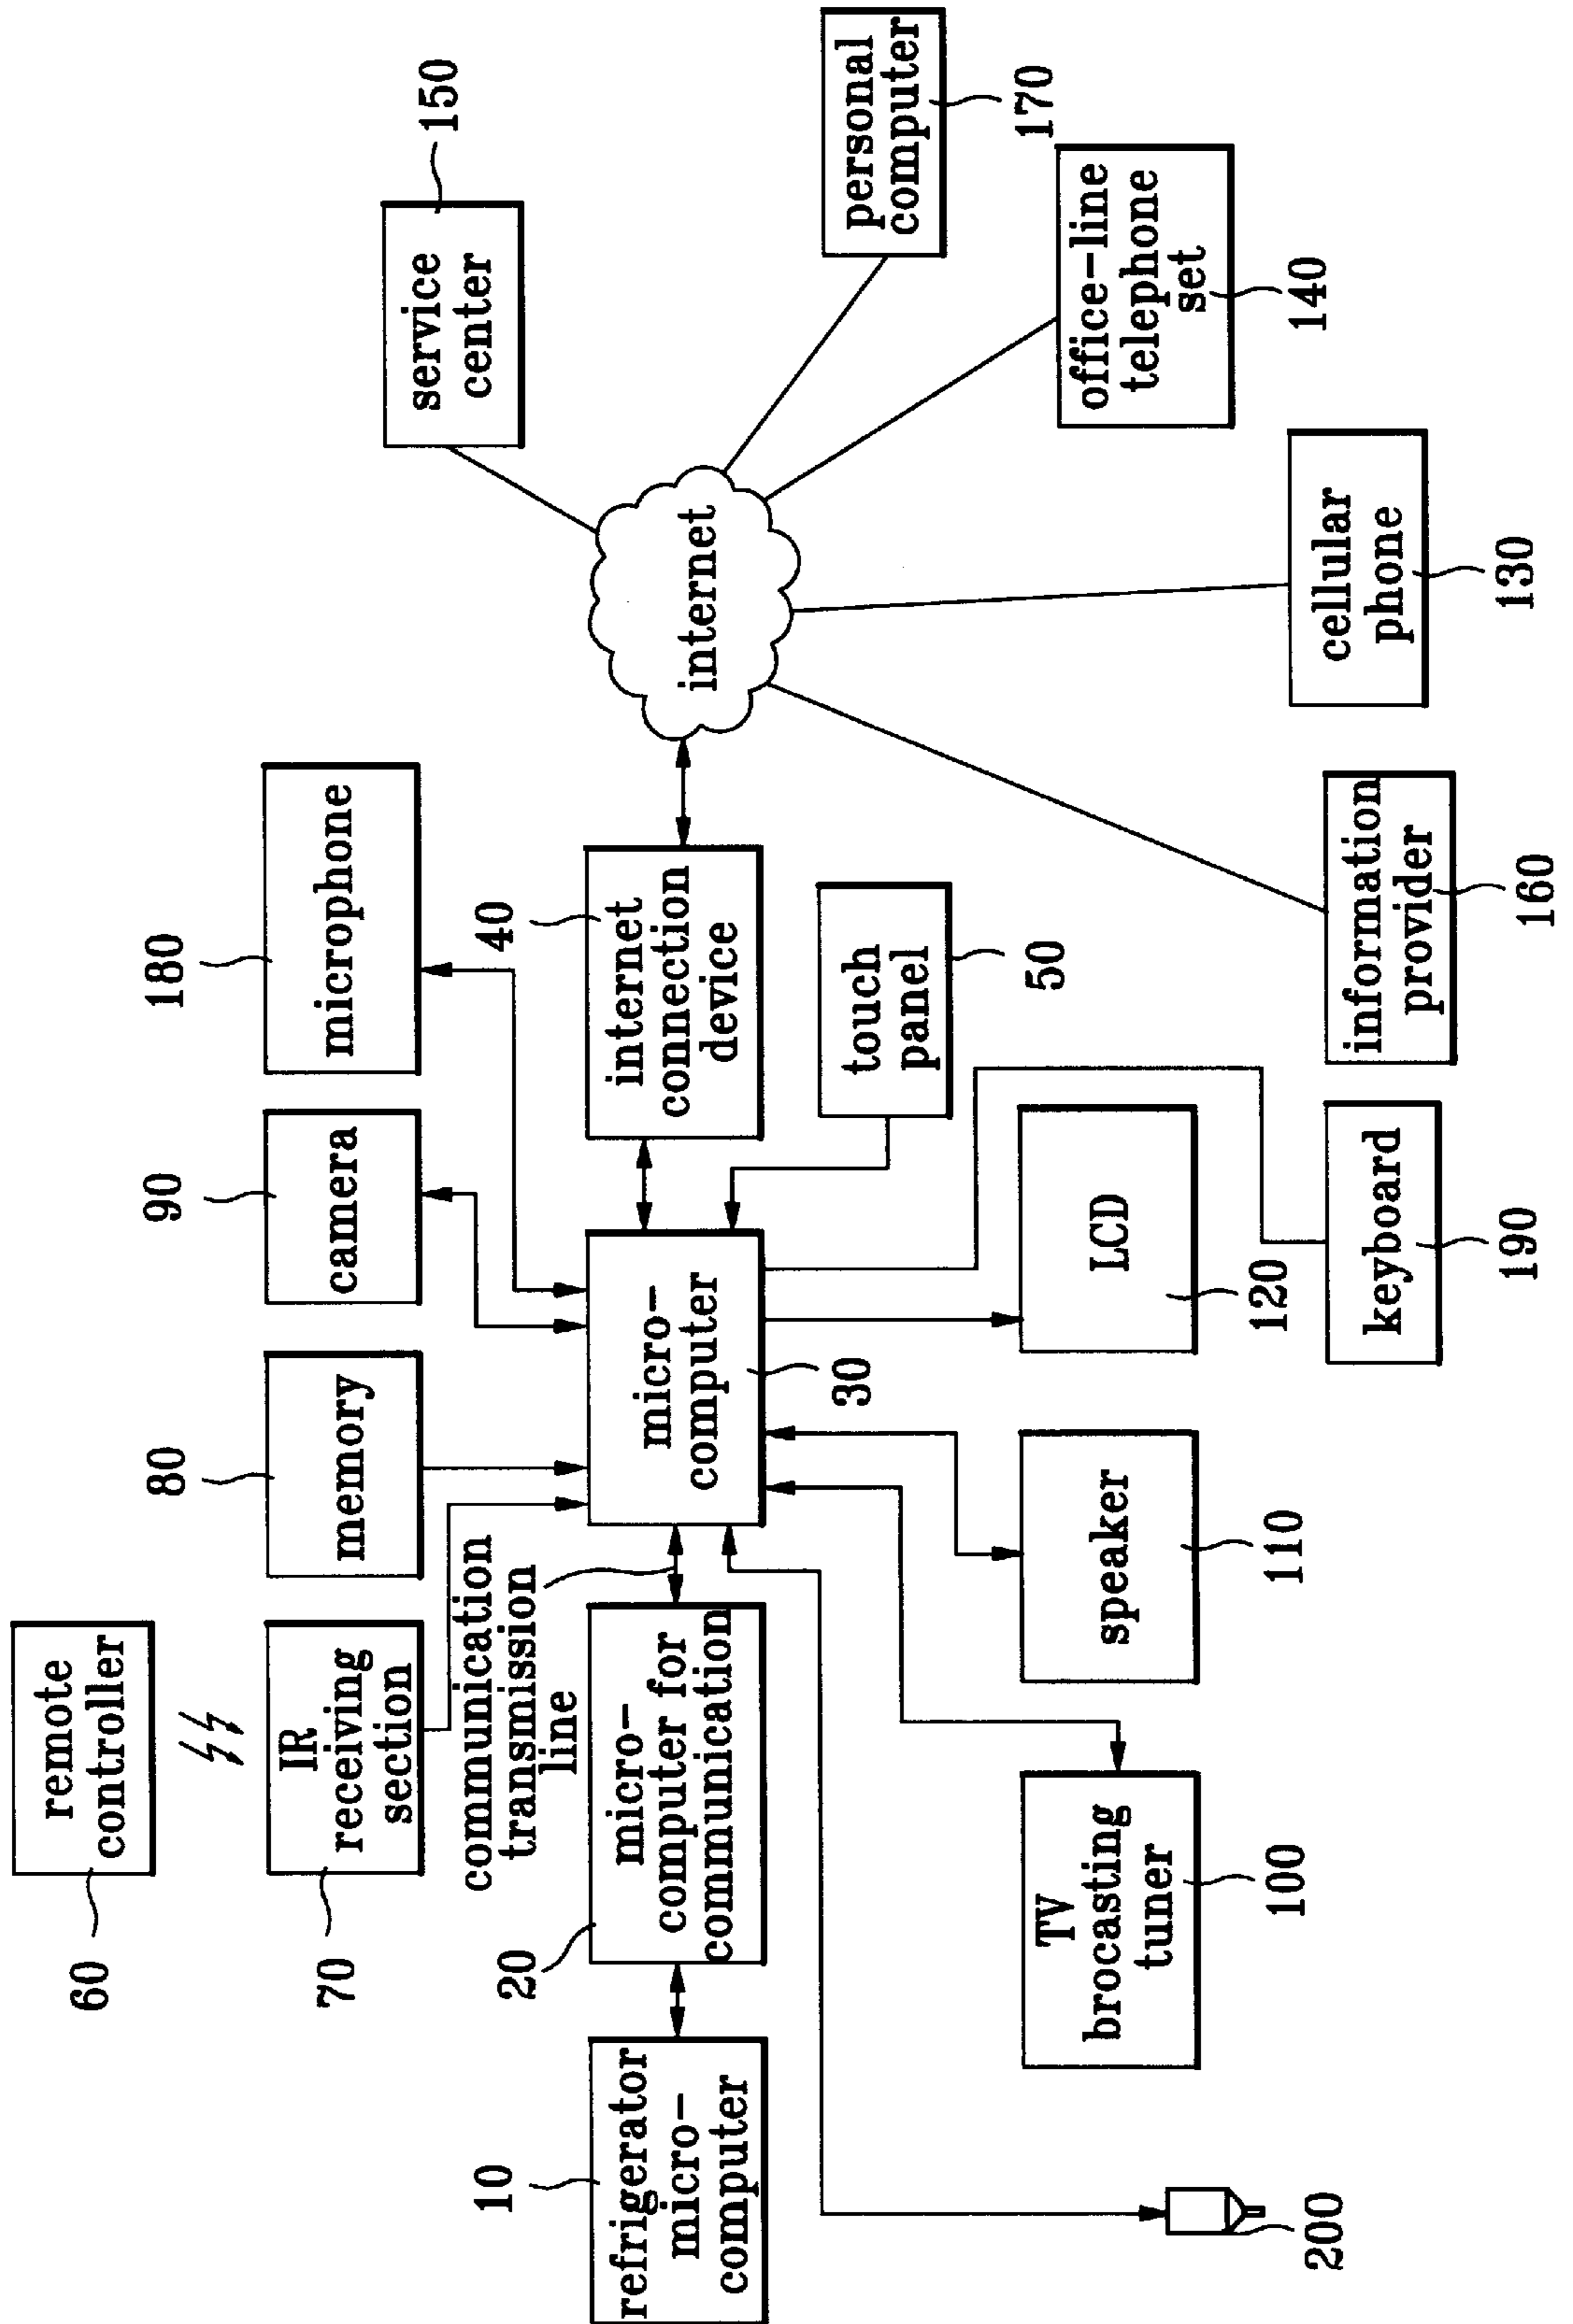 60
remote
controller
70
IR
receiving
section
80
memory
90
camera
180
microphone
150
service
center
communication
transmission
line
10
refrigerator
micro-
computer
20
micro-
computer for
communication
micro-
computer
30
40
internet
connection
device
internet
touch
panel
50
personal
computer
170
office-line
telephone
set
140
cellular
phone
130
information
provider
160
200
TV
brocasting
tuner
100
speaker
110
LCD
120
keyboard
190